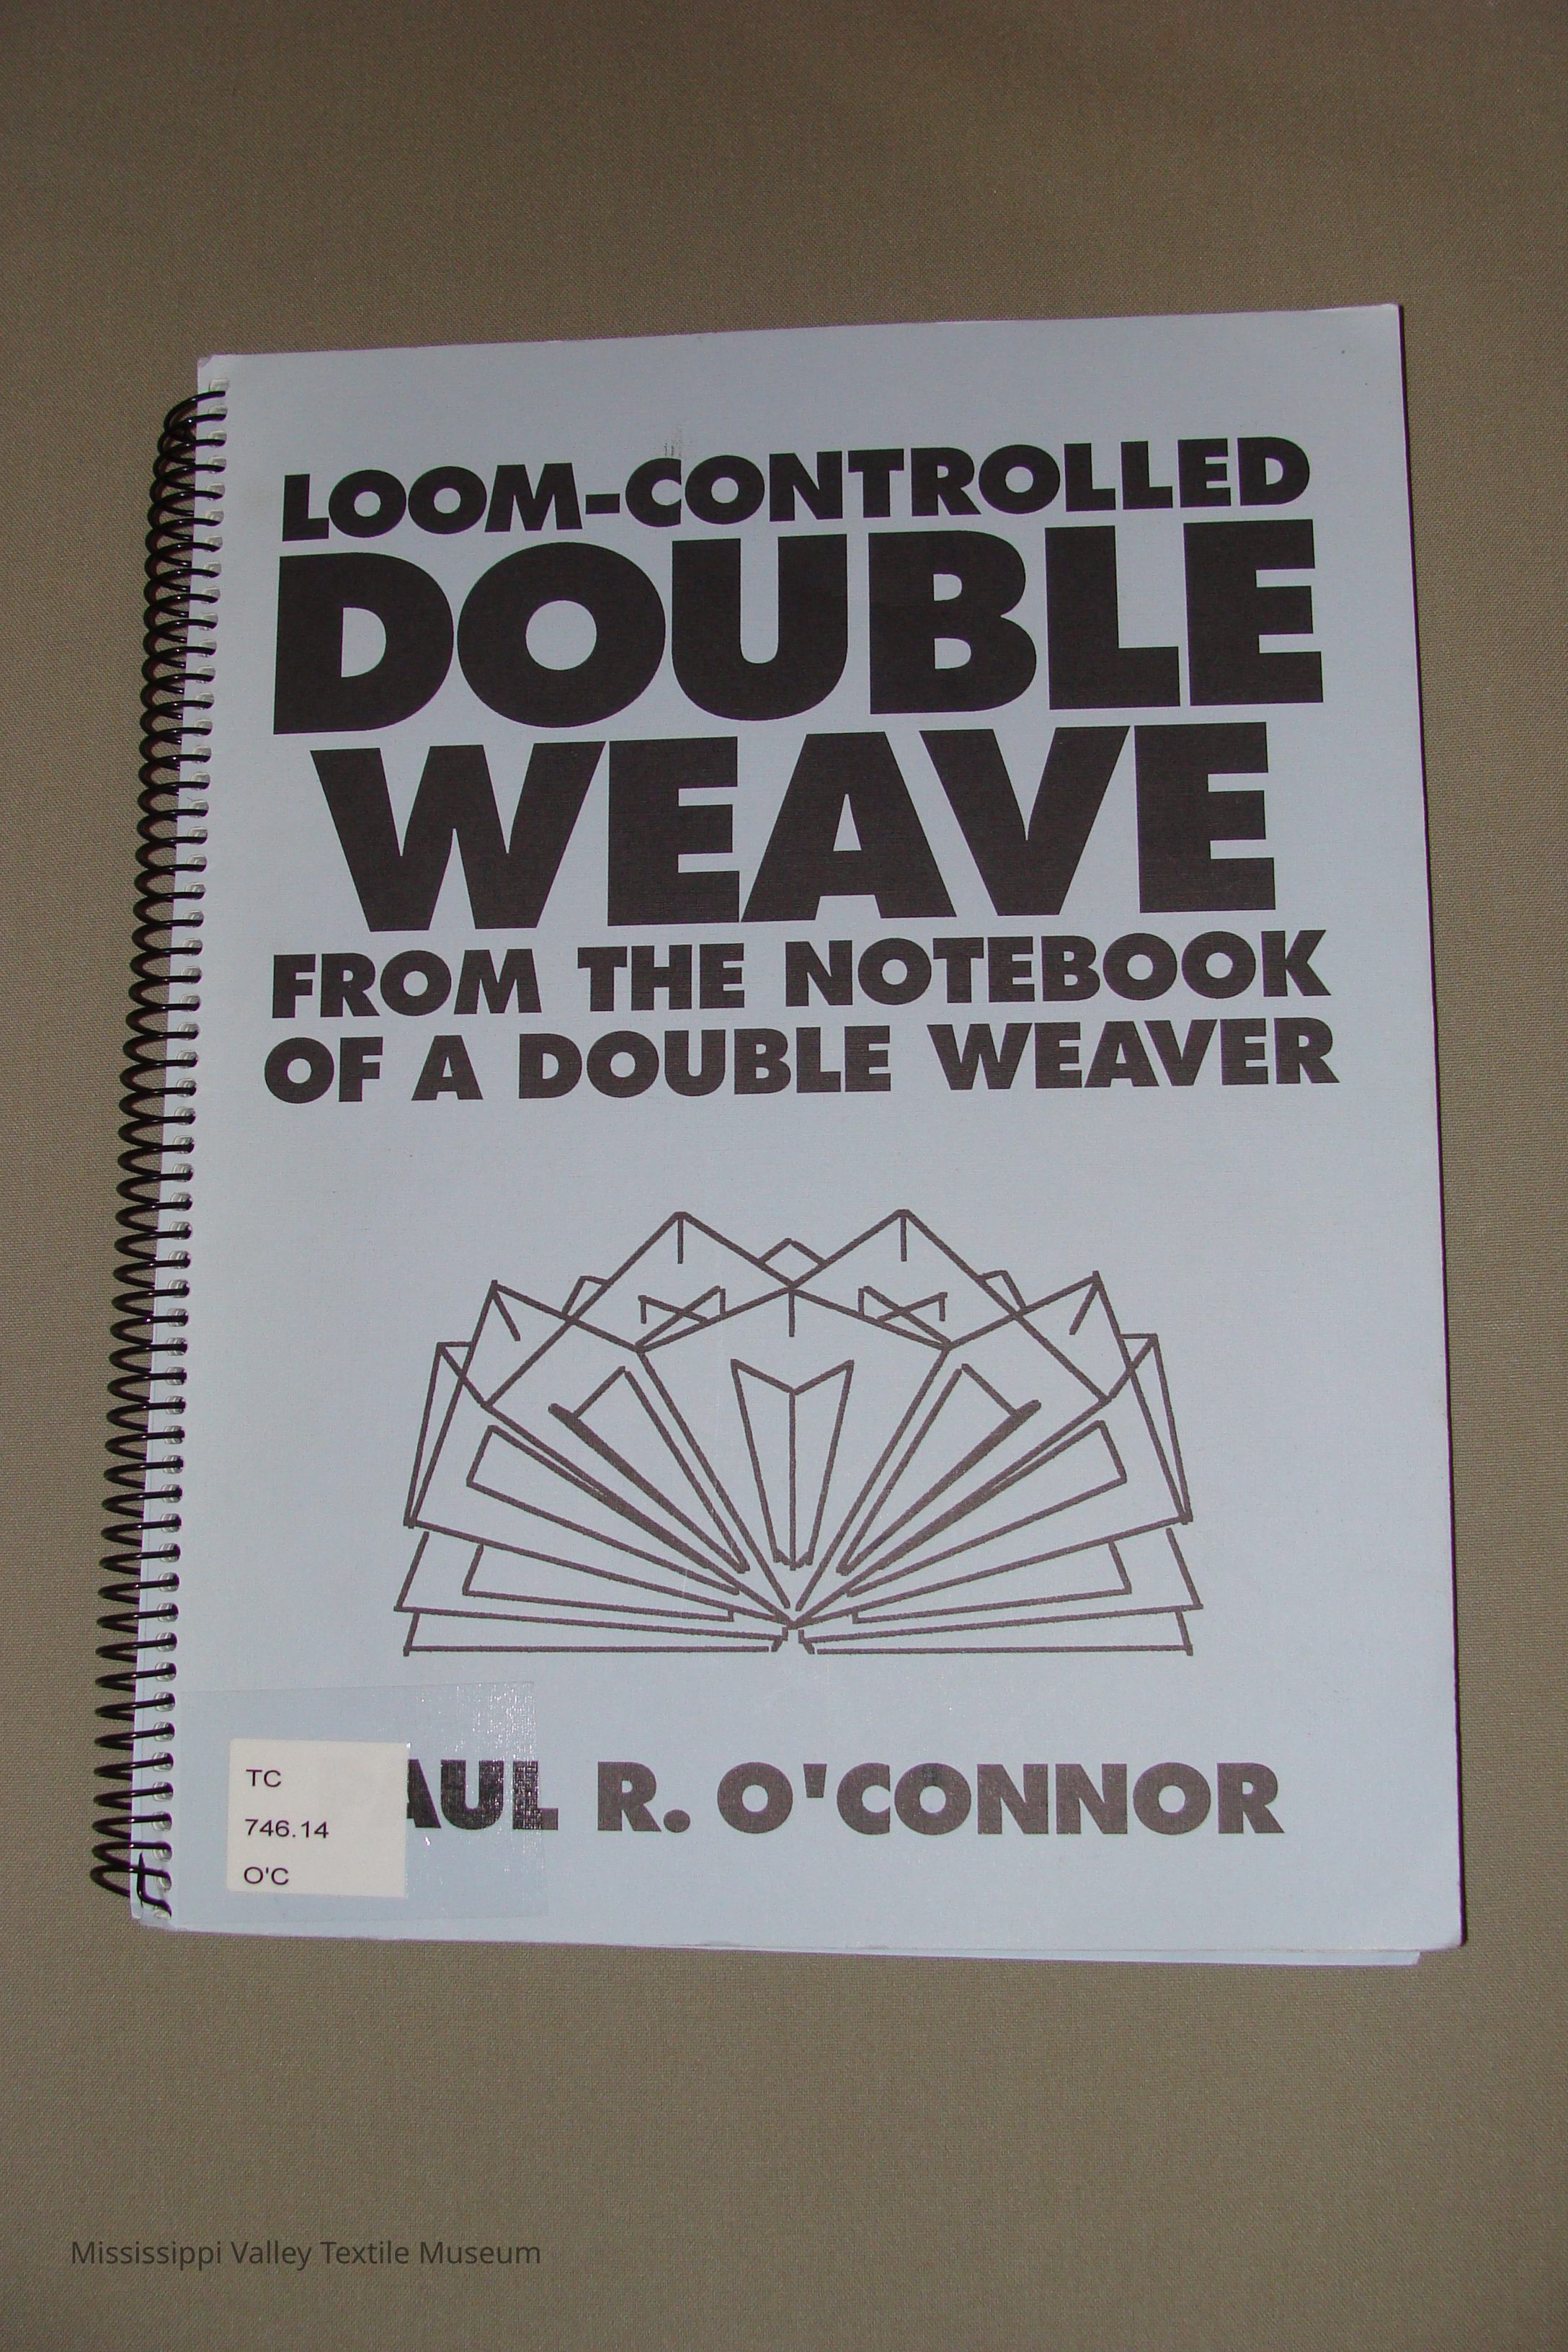 LOOM-CONTROLLED
DOUBLE
WEAVE
FROM THE NOTEBOOK
OF A DOUBLE WEAVER
AUL R. O'CONNOR
TC
746.14
O'C
Mississippi Valley Textile Museum